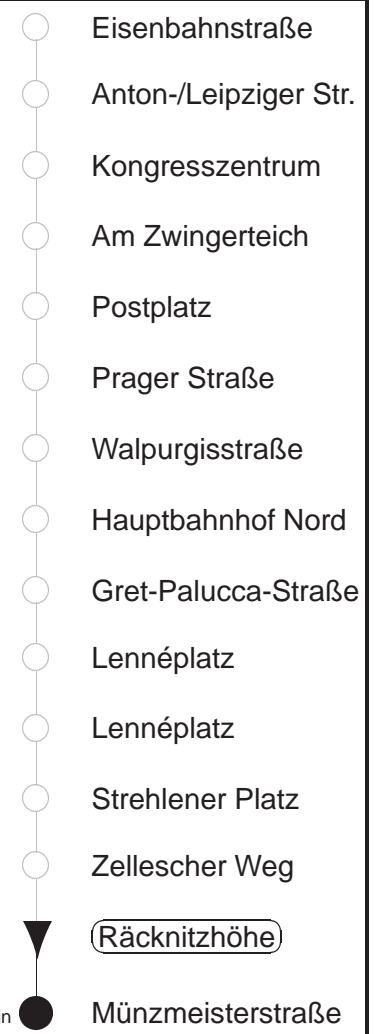 Eisenbahnstraße
Anton-/Leipziger Str.
Kongresszentrum
Am Zwingerteich
Postplatz
Prager Straße
Walpurgisstraße
Hauptbahnhof Nord
Gret-Palucca-Straße
Lennéplatz
Lennéplatz
Strehlener Platz
Zellescher Weg
Räcknitzhöhe
Münzmeisterstraße